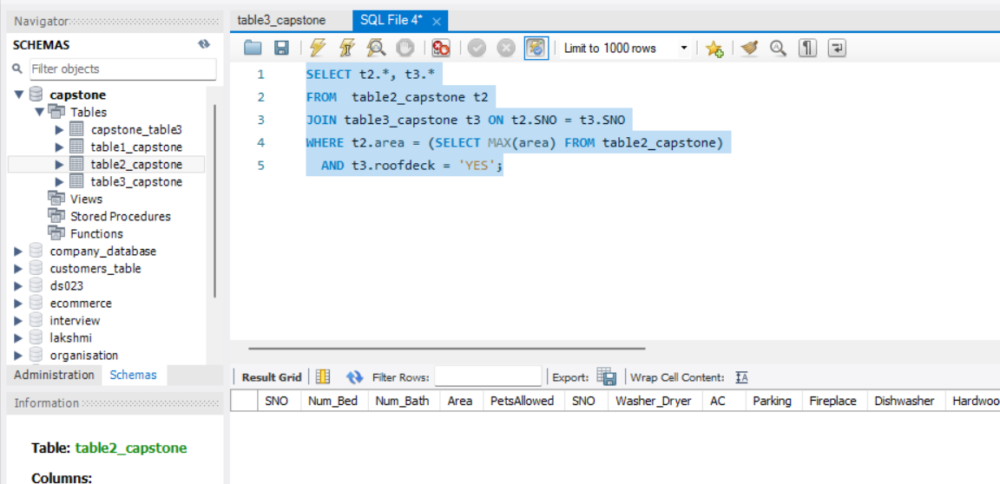 Navigator
SCHEMAS
Filter objects
capstone
Tables
capstone_table3
table1_capstone
table2_capstone
table3_capstone
Views
Stored Procedures
Functions
company_database
customers_table
ds023
ecommerce
interview
lakshmi
organisation
Administration Schemas
Information
Table: table2_capstone
Columns:
table3_capstone SQL File 4*
Limit to 1000 rows
1 SELECT t2.*, t3.*
2 FROM table2_capstone t2
3 JOIN table3_capstone t3 ON t2.SNO = t3.SNO
4 WHERE t2.area = (SELECT MAX(area) FROM table2_capstone)
5 AND t3.roofdeck = 'YES';
Result Grid Filter Rows: Export: Wrap Cell Content:
SNO Num_Bed Num_Bath Area PetsAllowed SNO Washer_Dryer AC Parking Fireplace Dishwasher Hardwoo